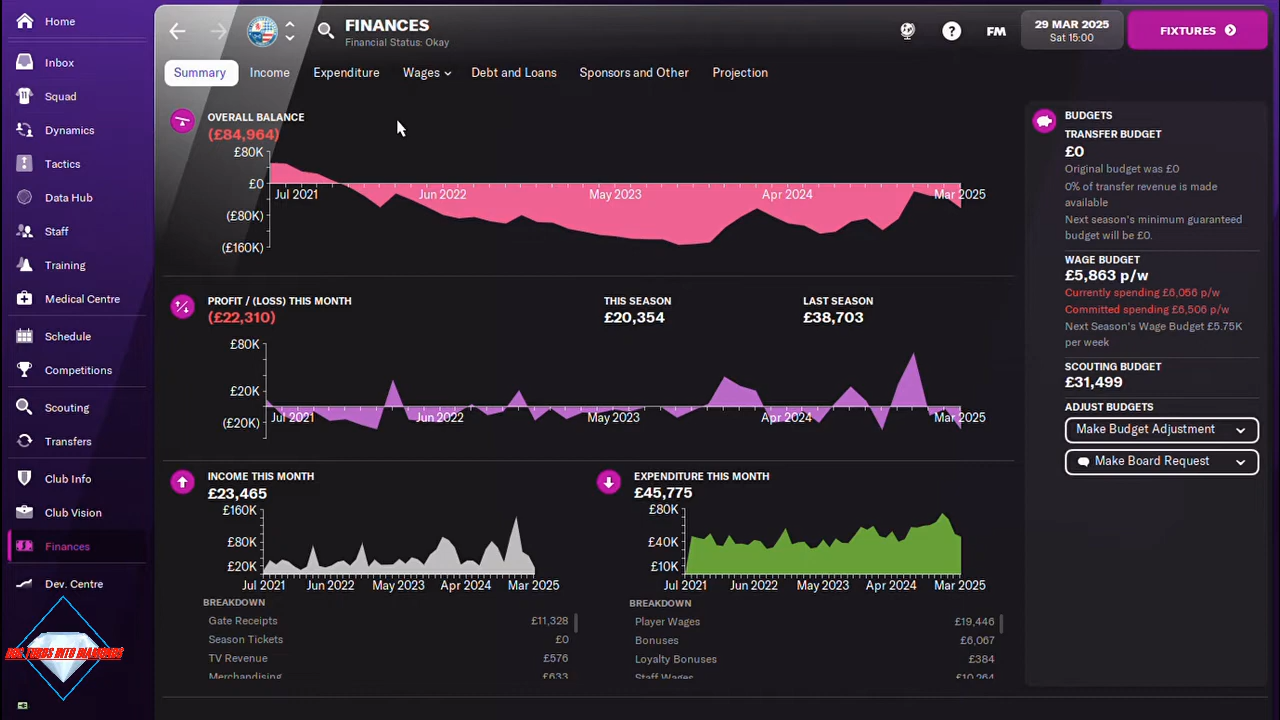 Home
Inbox
Squad
Dynamics
Tactics
Data Hub
Staff
Training
Medical Centre
Schedule
Competitions
Scouting
Transfers
Club Info
Club Vision
Finances
Dev. Centre
FINANCES
Financial Status: Okay
?
FM
29 MAR 2025
Sat 15:00
FIXTURES
Summary
Income
Expenditure
Wages
Debt and Loans
Sponsors and Other
Projection
OVERALL BALANCE
(£84,964)
£80K
£0
(£80K)
(£160K)
Jul 2021
Jun 2022
May 2023
Apr 2024
Mar 2025
PROFIT / (LOSS) THIS MONTH
(£22,310)
THIS SEASON
£20,354
LAST SEASON
£38,703
£80K
£20K
(£20K)
Jul 2021
Jun 2022
May 2023
Apr 2024
Mar 2025
INCOME THIS MONTH
£23,465
£160K
£80K
£20K
Jul 2021
Jun 2022
May 2023
Apr 2024
Mar 2025
BREAKDOWN
Gate Receipts £11,328
Season Tickets £0
TV Revenue £576
Merchandising £633
EXPENDITURE THIS MONTH
£45,775
£80K
£40K
£10K
Jul 2021
Jun 2022
May 2023
Apr 2024
Mar 2025
BREAKDOWN
Player Wages £19,446
Bonuses £6,067
Loyalty Bonuses £384
Staff Wages £10,264
BUDGETS
TRANSFER BUDGET
£0
Original budget was £0
0% of transfer revenue is made
available
Next season's minimum guaranteed
budget will be £0.
WAGE BUDGET
£5,863 p/w
Currently spending £6,056 p/w
Committed spending £6,506 p/w
Next Season's Wage Budget £5.75K
per week
SCOUTING BUDGET
£31,499
ADJUST BUDGETS
Make Budget Adjustment
Make Board Request